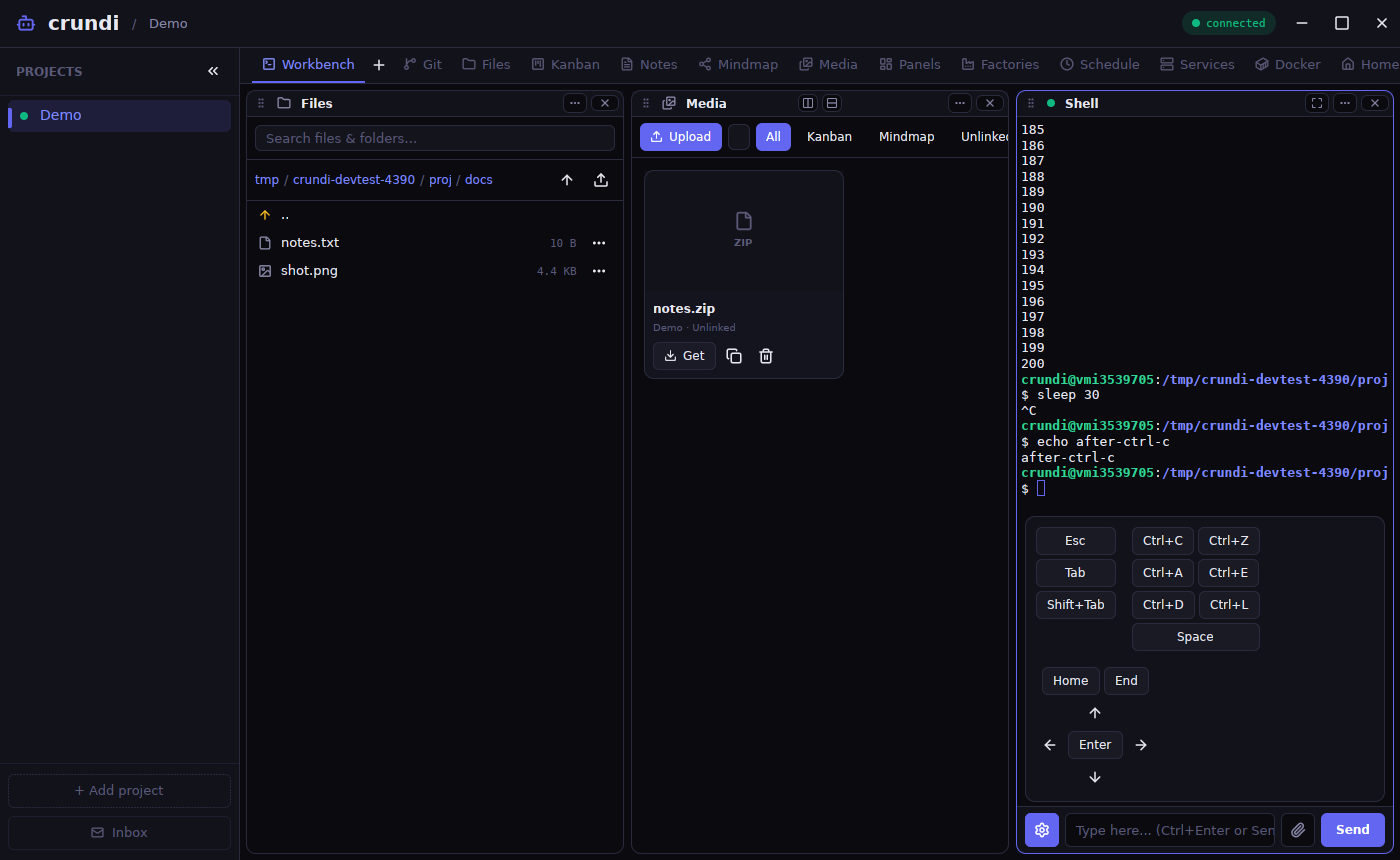 crundi / Demo
connected
PROJECTS
Demo
+ Add project
Inbox
Workbench
Git
Files
Kanban
Notes
Mindmap
Media
Panels
Factories
Schedule
Services
Docker
Home
Files
Search files & folders...
tmp / crundi-devtest-4390 / proj / docs
..
notes.txt 10 B
shot.png 4.4 KB
Media
Upload All Kanban Mindmap Unlinked
ZIP
notes.zip
Demo · Unlinked
Get
Shell
185
186
187
188
189
190
191
192
193
194
195
196
197
198
199
200
crundi@vmi3539705:/tmp/crundi-devtest-4390/proj
$ sleep 30
^C
crundi@vmi3539705:/tmp/crundi-devtest-4390/proj
$ echo after-ctrl-c
after-ctrl-c
crundi@vmi3539705:/tmp/crundi-devtest-4390/proj
$
Esc Ctrl+C Ctrl+Z
Tab Ctrl+A Ctrl+E
Shift+Tab Ctrl+D Ctrl+L
Space
Home End
Enter
Type here... (Ctrl+Enter or Sen
Send